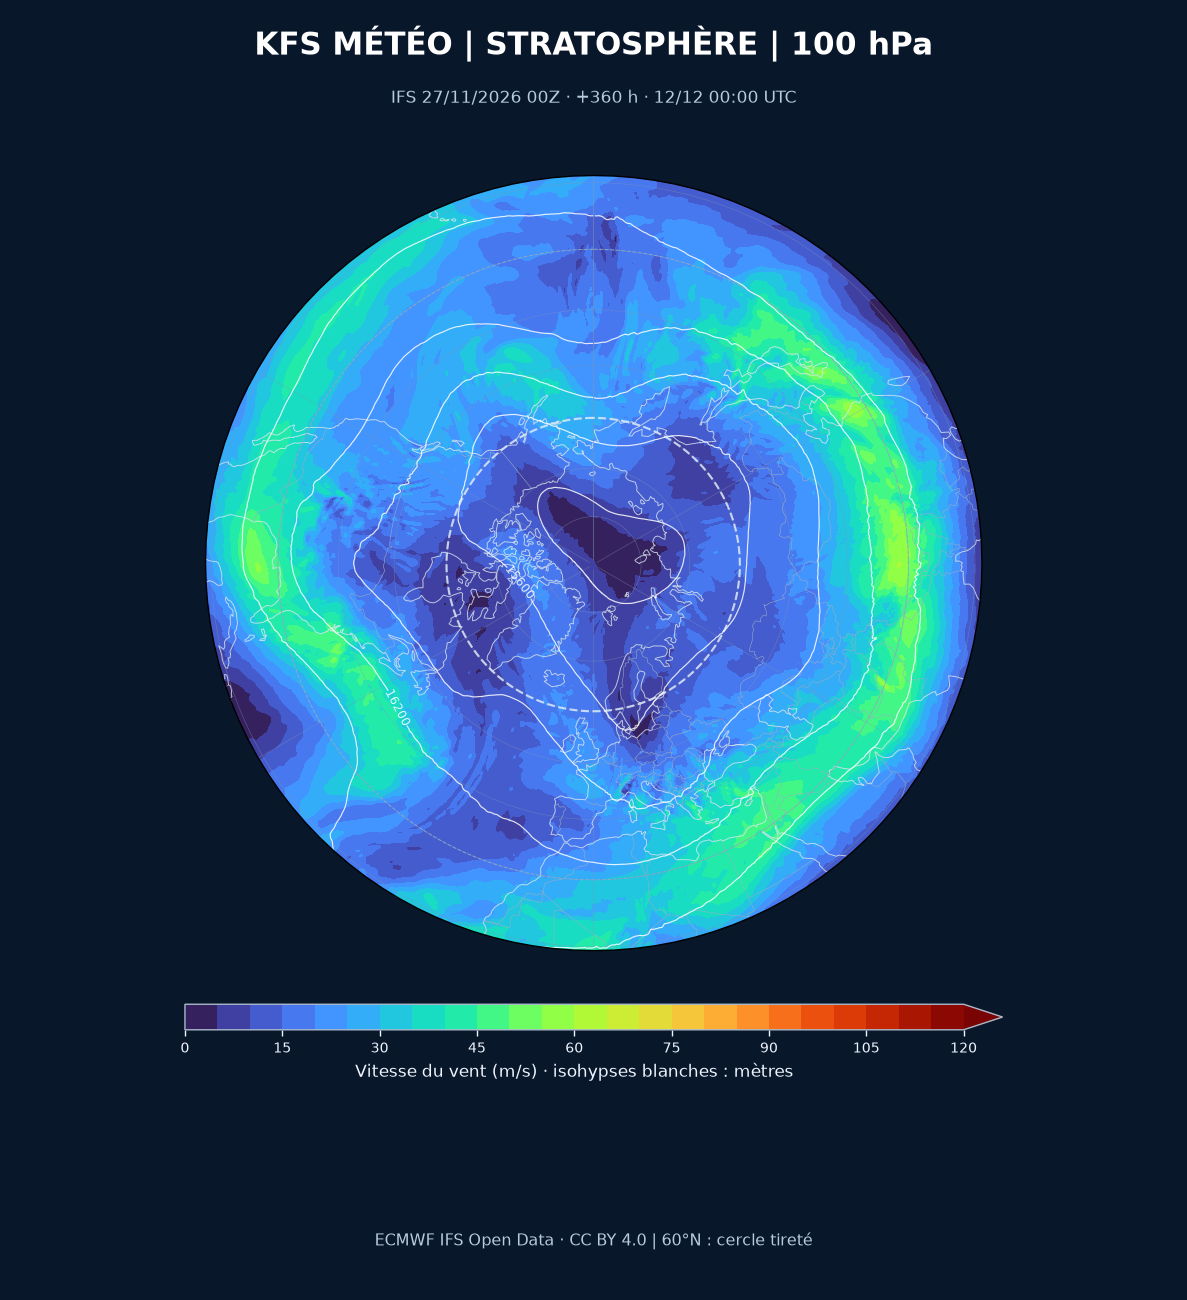 KFS MÉTÉO | STRATOSPHÈRE | 100 hPa
IFS 27/11/2026 00Z · +360 h · 12/12 00:00 UTC
16200
0 15 30 45 60 75 90 105 120
Vitesse du vent (m/s) · isohypses blanches : mètres
ECMWF IFS Open Data · CC BY 4.0 | 60°N : cercle tireté